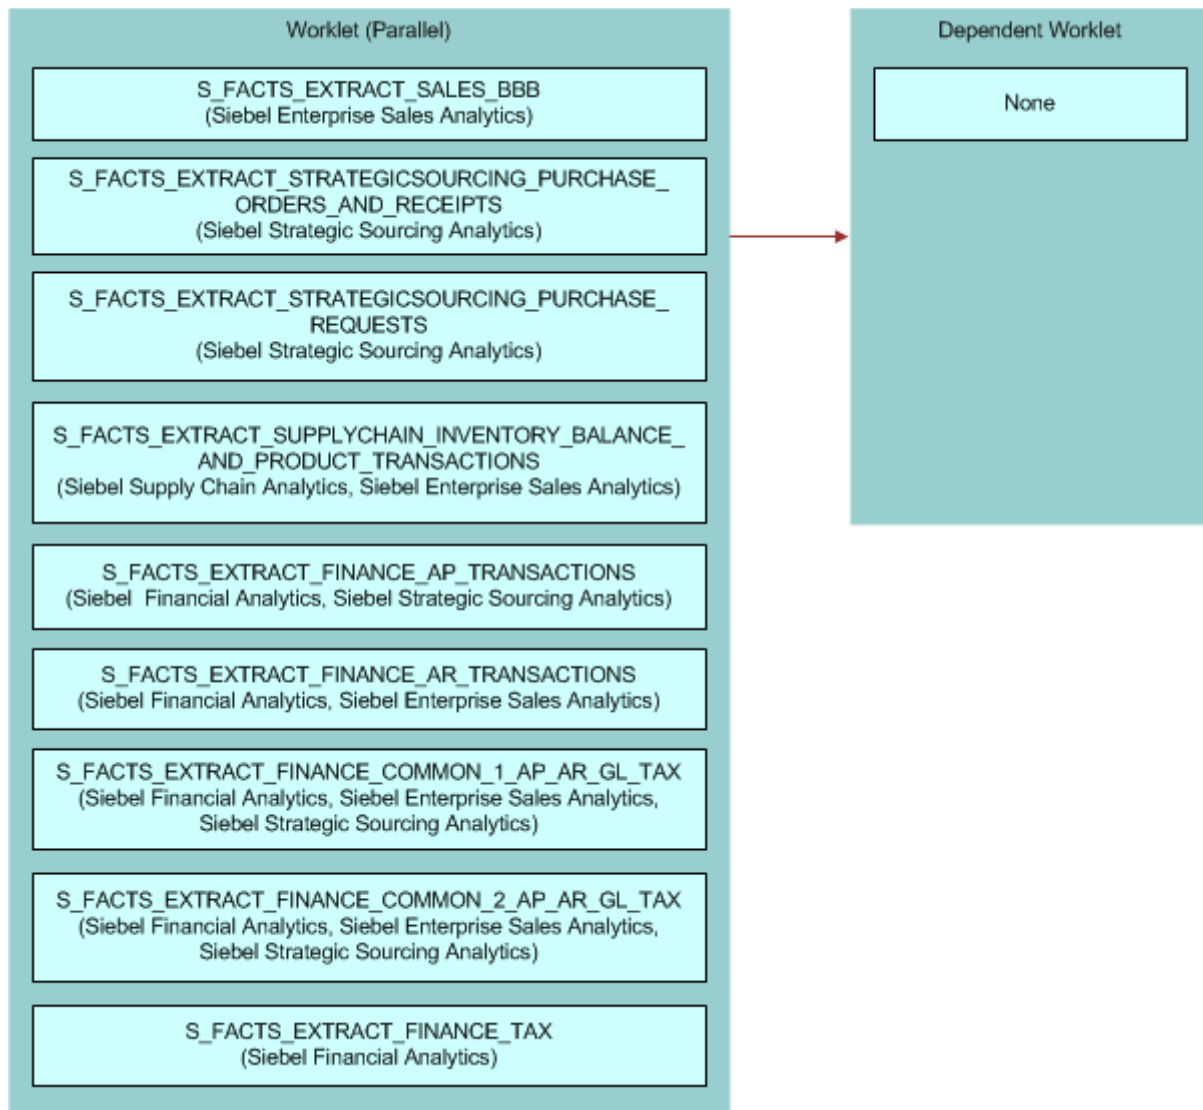 Worklet (Parallel)
S_FACTS_EXTRACT_SALES_BBB
(Siebel Enterprise Sales Analytics)
S_FACTS_EXTRACT_STRATEGICSOURCING_PURCHASE_
ORDERS_AND_RECEIPTS
(Siebel Strategic Sourcing Analytics)
S_FACTS_EXTRACT_STRATEGICSOURCING_PURCHASE_
REQUESTS
(Siebel Strategic Sourcing Analytics)
S_FACTS_EXTRACT_SUPPLYCHAIN_INVENTORY_BALANCE_
AND_PRODUCT_TRANSACTIONS
(Siebel Supply Chain Analytics, Siebel Enterprise Sales Analytics)
S_FACTS_EXTRACT_FINANCE_AP_TRANSACTIONS
(Siebel  Financial Analytics, Siebel Strategic Sourcing Analytics)
S_FACTS_EXTRACT_FINANCE_AR_TRANSACTIONS
(Siebel Financial Analytics, Siebel Enterprise Sales Analytics)
S_FACTS_EXTRACT_FINANCE_COMMON_1_AP_AR_GL_TAX
(Siebel Financial Analytics, Siebel Enterprise Sales Analytics,
Siebel Strategic Sourcing Analytics)
S_FACTS_EXTRACT_FINANCE_COMMON_2_AP_AR_GL_TAX
(Siebel Financial Analytics, Siebel Enterprise Sales Analytics,
Siebel Strategic Sourcing Analytics)
S_FACTS_EXTRACT_FINANCE_TAX
(Siebel Financial Analytics)
Dependent Worklet
None